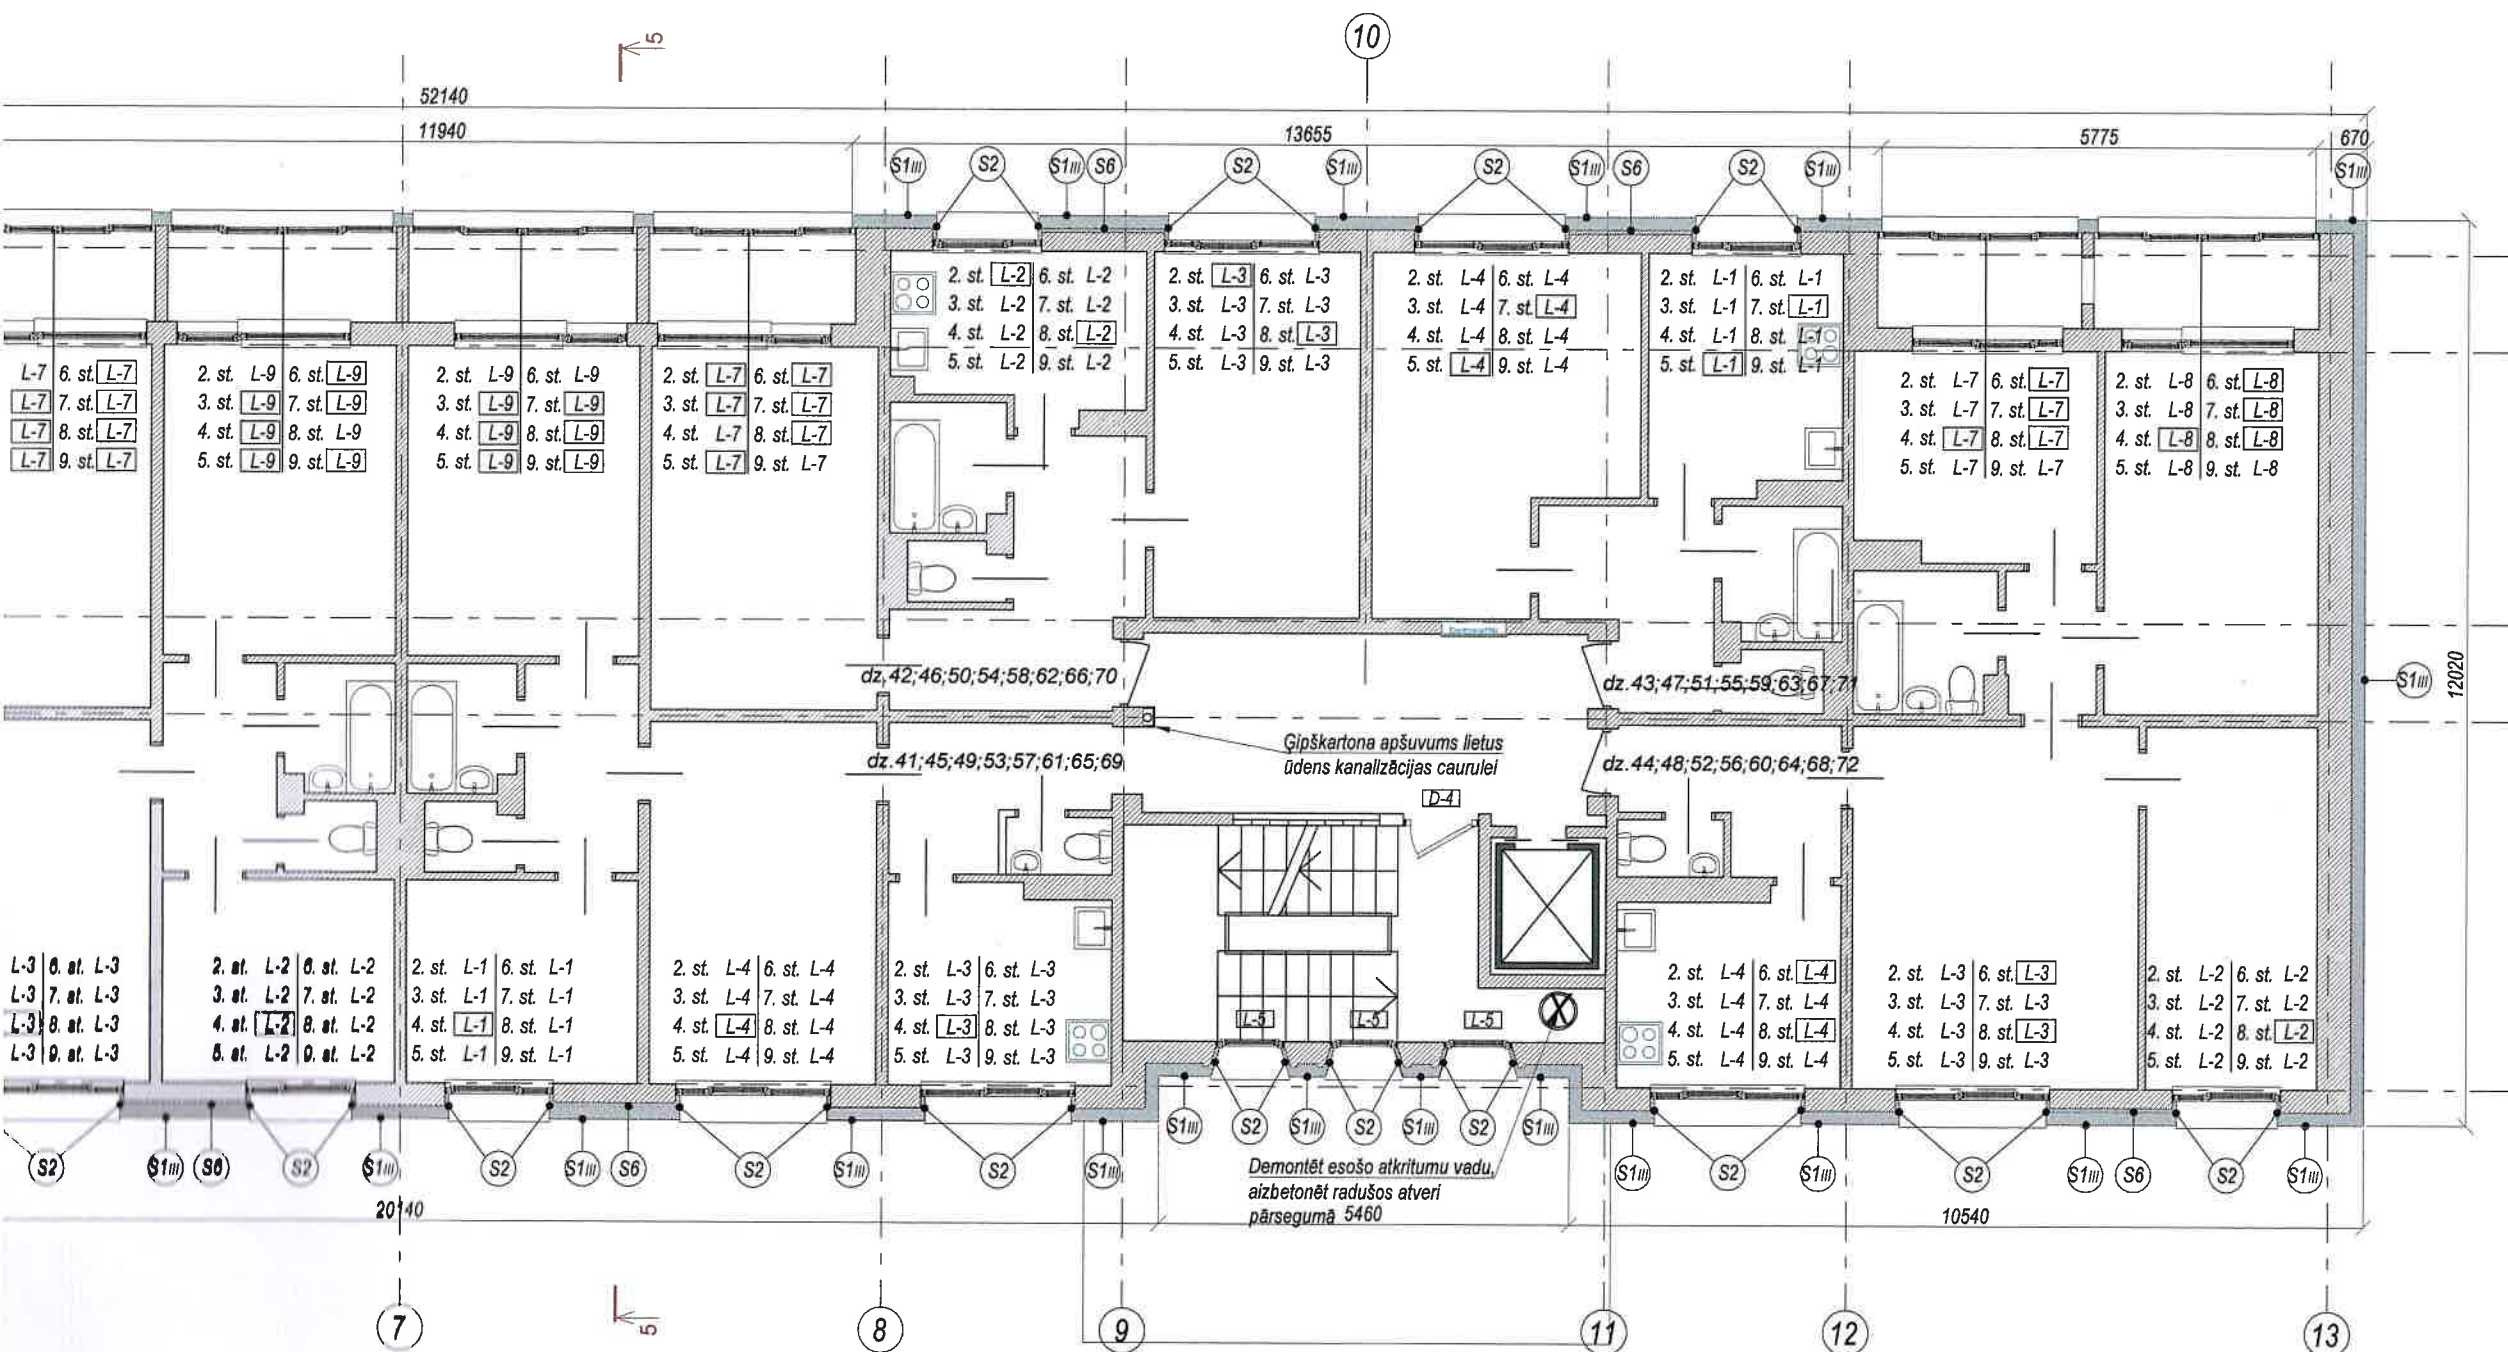 5
10
52140
11940
13655
5775
670
S1III
S2
S1III
S6
S2
S1III
S2
S1III
S6
S2
S1III
S1III
2. st. L-2 6. st. L-2
3. st. L-2 7. st. L-2
4. st. L-2 8. st. L-2
5. st. L-2 9. st. L-2
2. st. L-3 6. st. L-3
3. st. L-3 7. st. L-3
4. st. L-3 8. st. L-3
5. st. L-3 9. st. L-3
2. st. L-4 6. st. L-4
3. st. L-4 7. st. L-4
4. st. L-4 8. st. L-4
5. st. L-4 9. st. L-4
2. st. L-1 6. st. L-1
3. st. L-1 7. st. L-1
4. st. L-1 8. st. L-1
5. st. L-1 9. st. L-1
L-7 6. st. L-7
L-7 7. st. L-7
L-7 8. st. L-7
L-7 9. st. L-7
2. st. L-9 6. st. L-9
3. st. L-9 7. st. L-9
4. st. L-9 8. st. L-9
5. st. L-9 9. st. L-9
2. st. L-9 6. st. L-9
3. st. L-9 7. st. L-9
4. st. L-9 8. st. L-9
5. st. L-9 9. st. L-9
2. st. L-7 6. st. L-7
3. st. L-7 7. st. L-7
4. st. L-7 8. st. L-7
5. st. L-7 9. st. L-7
2. st. L-7 6. st. L-7
3. st. L-7 7. st. L-7
4. st. L-7 8. st. L-7
5. st. L-7 9. st. L-7
2. st. L-8 6. st. L-8
3. st. L-8 7. st. L-8
4. st. L-8 8. st. L-8
5. st. L-8 9. st. L-8
dz.42;46;50;54;58;62;66;70
dz.43;47;51;55;59;63;67;71
12020
S1III
Ģipškartona apšuvums lietus
ūdens kanalizācijas caurulei
dz.41;45;49;53;57;61;65;69
dz.44;48;52;56;60;64;68;72
D-4
L-3 6. st. L-3
L-3 7. st. L-3
L-3 8. st. L-3
L-3 9. st. L-3
2. st. L-2 6. st. L-2
3. st. L-2 7. st. L-2
4. st. L-2 8. st. L-2
5. st. L-2 9. st. L-2
2. st. L-1 6. st. L-1
3. st. L-1 7. st. L-1
4. st. L-1 8. st. L-1
5. st. L-1 9. st. L-1
2. st. L-4 6. st. L-4
3. st. L-4 7. st. L-4
4. st. L-4 8. st. L-4
5. st. L-4 9. st. L-4
2. st. L-3 6. st. L-3
3. st. L-3 7. st. L-3
4. st. L-3 8. st. L-3
5. st. L-3 9. st. L-3
L-5
L-5
L-5
2. st. L-4 6. st. L-4
3. st. L-4 7. st. L-4
4. st. L-4 8. st. L-4
5. st. L-4 9. st. L-4
2. st. L-3 6. st. L-3
3. st. L-3 7. st. L-3
4. st. L-3 8. st. L-3
5. st. L-3 9. st. L-3
2. st. L-2 6. st. L-2
3. st. L-2 7. st. L-2
4. st. L-2 8. st. L-2
5. st. L-2 9. st. L-2
S1III
S2
S1III
S2
S1III
S2
S1III
S2
S1III
S6
S2
S1III
S2
S1III
S6
S2
S1III
S2
S1III
S1III
S2
S1III
S2
S1III
S6
S2
S1III
Demontēt esošo atkritumu vadu,
aizbetonēt radušos atveri
pārsegumā 5460
20140
10540
5
7
8
9
11
12
13